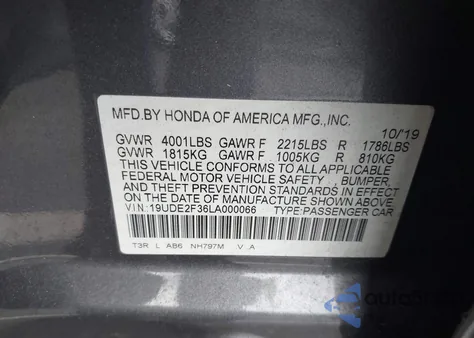 MFD.BY HONDA OF AMERICA MFG.,INC.
10/19
GVWR 4001LBS GAWR F 2215LBS R 1786LBS
GVWR 1815KG GAWR F 1005KG R 810KG
THIS VEHICLE CONFORMS TO ALL APPLICABLE
FEDERAL MOTOR VEHICLE SAFETY , BUMPER ,
AND THEFT PREVENTION STANDARDS IN EFFECT
ON THE DATE OF MANUFACTURE SHOWN ABOVE.
VIN:19UDE2F36LA000066 TYPE:PASSENGER CAR
T3R L AB6 NH797M V A